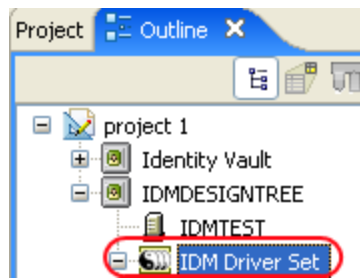 Project Outline
project 1
Identity Vault
IDMDESIGNTREE
IDMTEST
IDM Driver Set